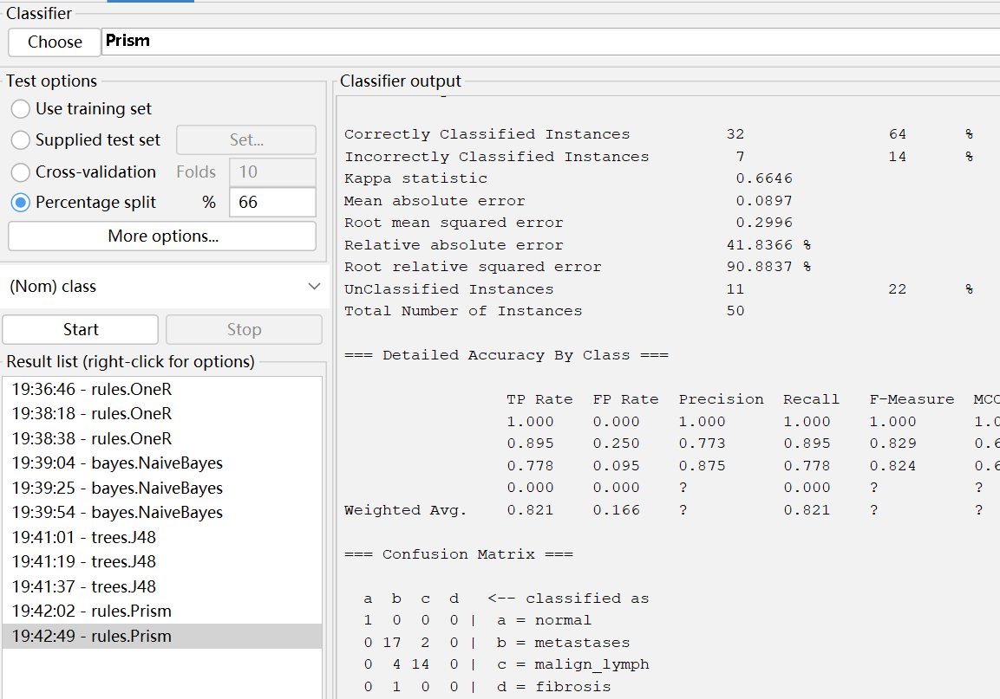 Classifier
Choose Prism
Test options
Use training set
Supplied test set Set...
Cross-validation Folds 10
Percentage split % 66
More options...
(Nom) class
Start Stop
Result list (right-click for options)
19:36:46 - rules.OneR
19:38:18 - rules.OneR
19:38:38 - rules.OneR
19:39:04 - bayes.NaiveBayes
19:39:25 - bayes.NaiveBayes
19:39:54 - bayes.NaiveBayes
19:41:01 - trees.J48
19:41:19 - trees.J48
19:41:37 - trees.J48
19:42:02 - rules.Prism
19:42:49 - rules.Prism
Classifier output
Correctly Classified Instances 32 64 %
Incorrectly Classified Instances 7 14 %
Kappa statistic 0.6646
Mean absolute error 0.0897
Root mean squared error 0.2996
Relative absolute error 41.8366 %
Root relative squared error 90.8837 %
UnClassified Instances 11 22 %
Total Number of Instances 50
=== Detailed Accuracy By Class ===
TP Rate FP Rate Precision Recall F-Measure MCC
1.000 0.000 1.000 1.000 1.000 1.0
0.895 0.250 0.773 0.895 0.829 0.6
0.778 0.095 0.875 0.778 0.824 0.6
0.000 0.000 ? 0.000 ? ?
Weighted Avg. 0.821 0.166 ? 0.821 ? ?
=== Confusion Matrix ===
a b c d <-- classified as
1 0 0 0 | a = normal
0 17 2 0 | b = metastases
0 4 14 0 | c = malign_lymph
0 1 0 0 | d = fibrosis